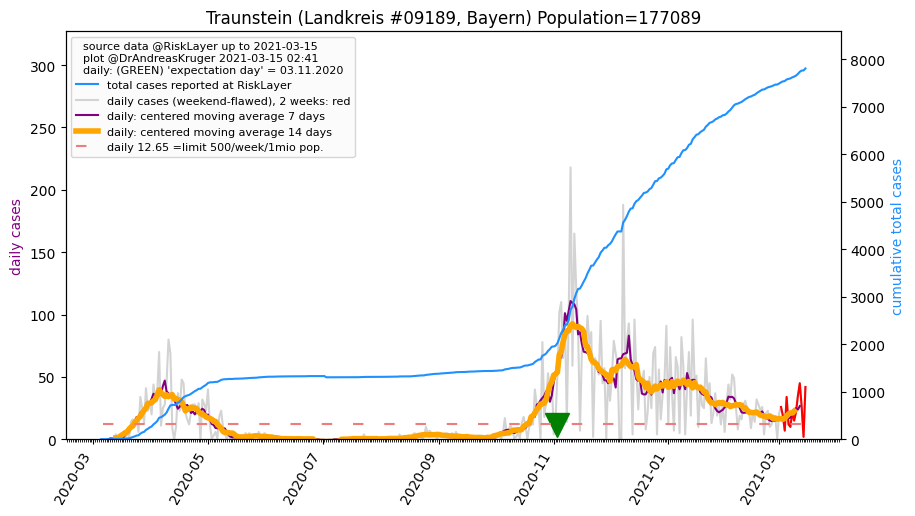 Traunstein (Landkreis #09189, Bayern) Population=177089
source data @RiskLayer up to 2021-03-15
plot @DrAndreasKruger 2021-03-15 02:41
daily: (GREEN) 'expectation day' = 03.11.2020
total cases reported at RiskLayer
daily cases (weekend-flawed), 2 weeks: red
daily: centered moving average 7 days
daily: centered moving average 14 days
daily 12.65 =limit 500/week/1mio pop.
daily cases
300
250
200
150
100
50
0
8000
7000
6000
5000
4000
3000
2000
1000
0
cumulative total cases
2020-03
2020-05
2020-07
2020-09
2020-11
2021-01
2021-03